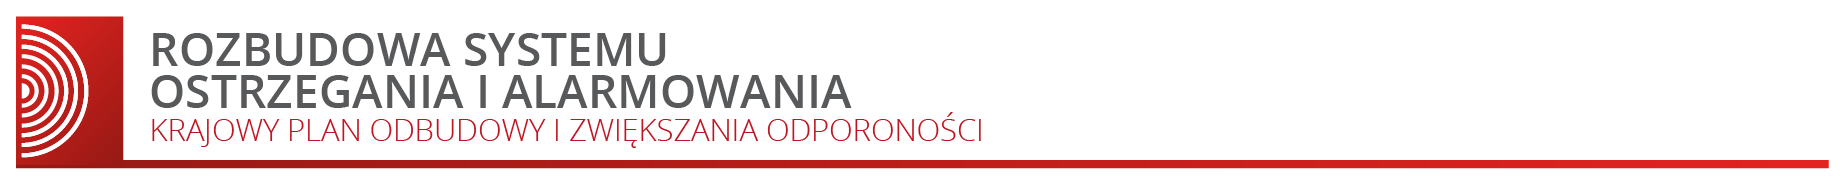 ROZBUDOWA SYSTEMU
OSTRZEGANIA I ALARMOWANIA
KRAJOWY PLAN ODBUDOWY I ZWIĘKSZANIA ODPORONOŚCI